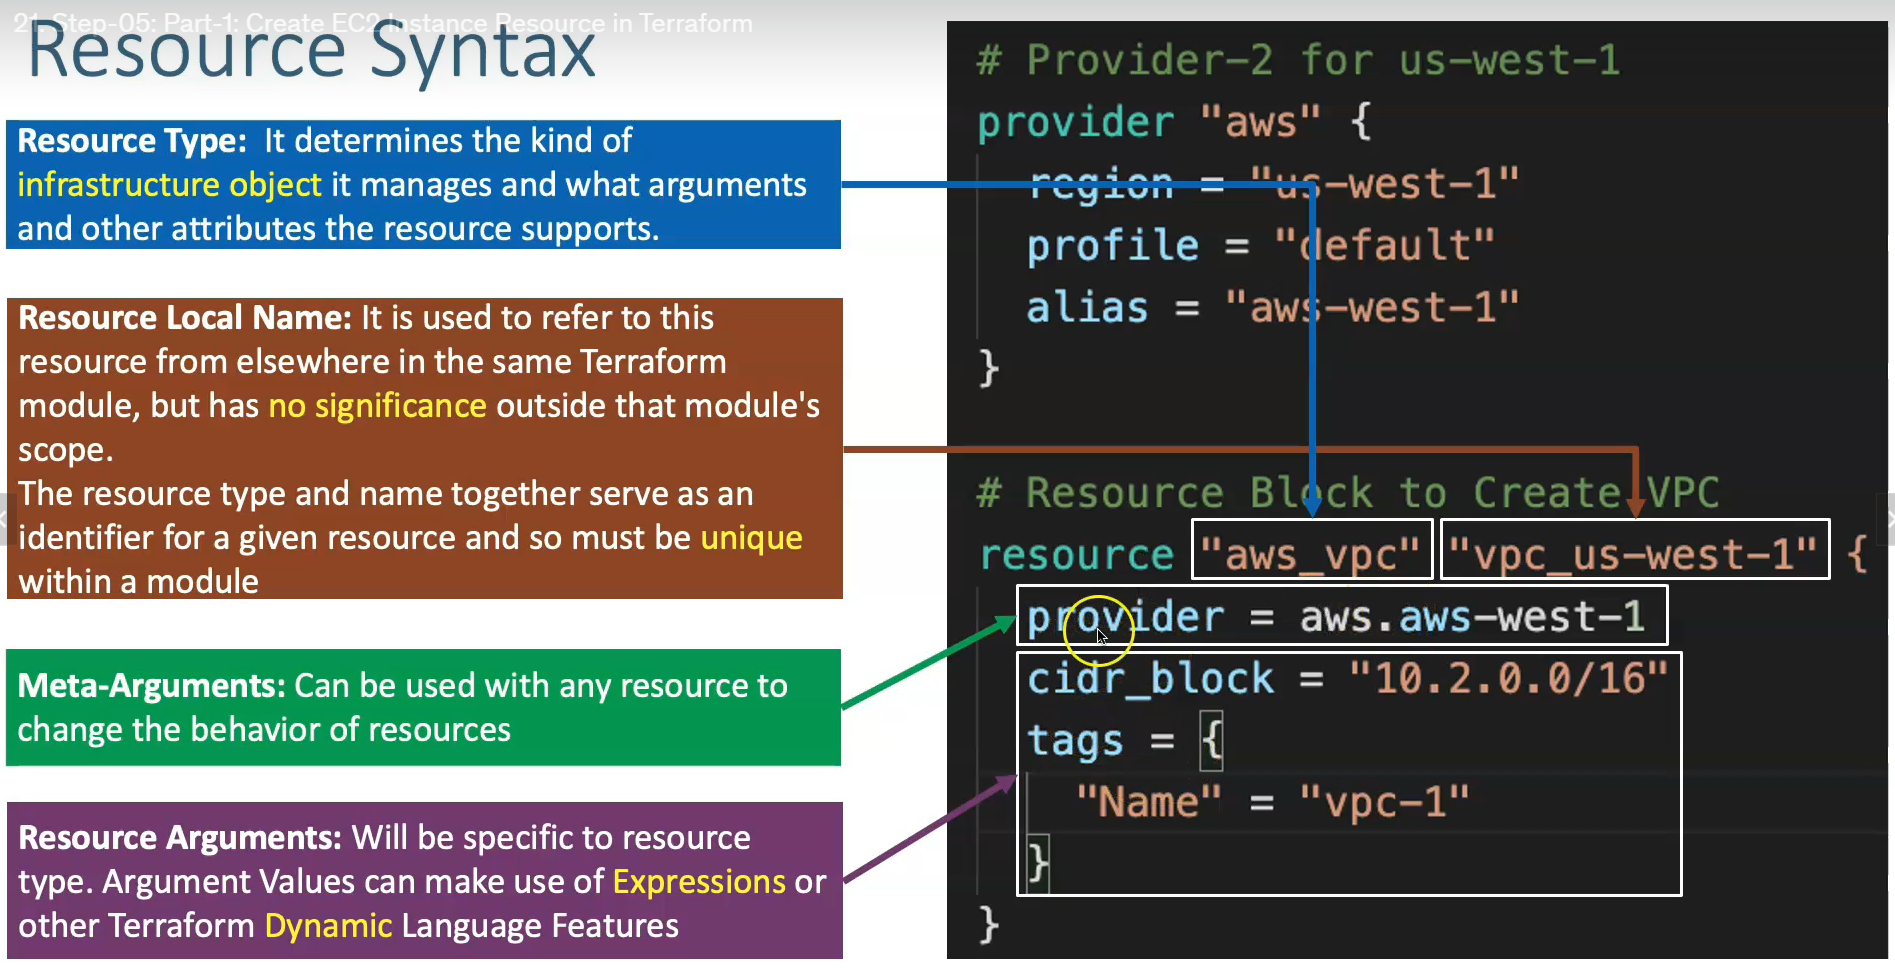 21. Step-05: Part-1: Create EC2 Instance Resource in Terraform
Resource Syntax
Resource Type: It determines the kind of
infrastructure object it manages and what arguments
and other attributes the resource supports.
Resource Local Name: It is used to refer to this
resource from elsewhere in the same Terraform
module, but has no significance outside that module's
scope.
The resource type and name together serve as an
identifier for a given resource and so must be unique
within a module
Meta-Arguments: Can be used with any resource to
change the behavior of resources
Resource Arguments: Will be specific to resource
type. Argument Values can make use of Expressions or
other Terraform Dynamic Language Features
# Provider-2 for us-west-1
provider "aws" {
region = "us-west-1"
profile = "default"
alias = "aws-west-1"
}
# Resource Block to Create VPC
resource "aws_vpc" "vpc_us-west-1" {
provider = aws.aws-west-1
cidr_block = "10.2.0.0/16"
tags = {
"Name" = "vpc-1"
}
}